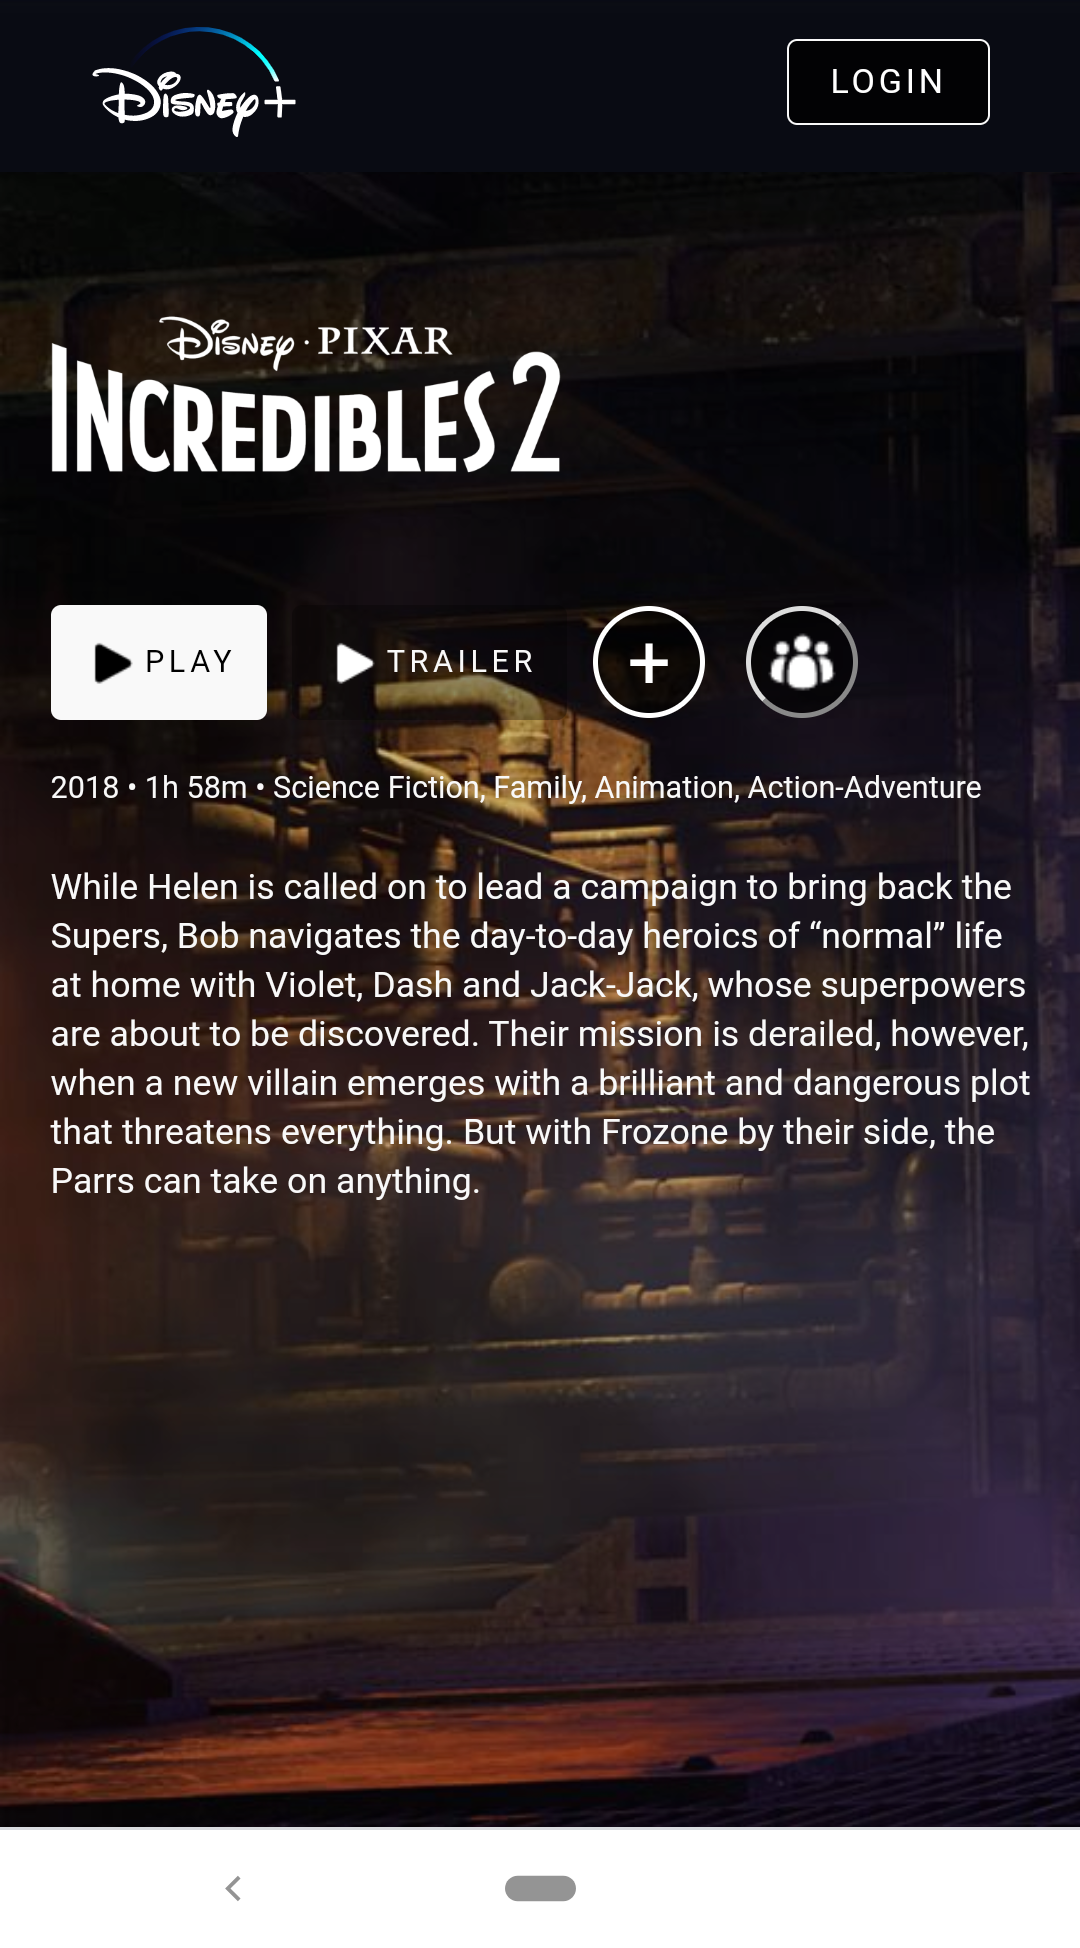 Disney+
LOGIN
Disney · PIXAR
INCREDIBLES 2
PLAY
TRAILER
2018 • 1h 58m • Science Fiction, Family, Animation, Action-Adventure
While Helen is called on to lead a campaign to bring back the
Supers, Bob navigates the day-to-day heroics of “normal” life
at home with Violet, Dash and Jack-Jack, whose superpowers
are about to be discovered. Their mission is derailed, however,
when a new villain emerges with a brilliant and dangerous plot
that threatens everything. But with Frozone by their side, the
Parrs can take on anything.